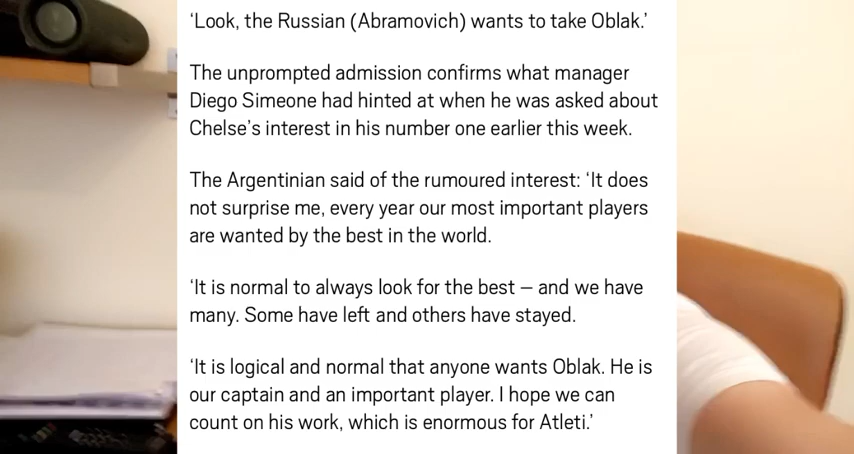 ‘Look, the Russian (Abramovich) wants to take Oblak.’
The unprompted admission confirms what manager
Diego Simeone had hinted at when he was asked about
Chelse’s interest in his number one earlier this week.
The Argentinian said of the rumoured interest: ‘It does
not surprise me, every year our most important players
are wanted by the best in the world.
‘It is normal to always look for the best – and we have
many. Some have left and others have stayed.
‘It is logical and normal that anyone wants Oblak. He is
our captain and an important player. I hope we can
count on his work, which is enormous for Atleti.’